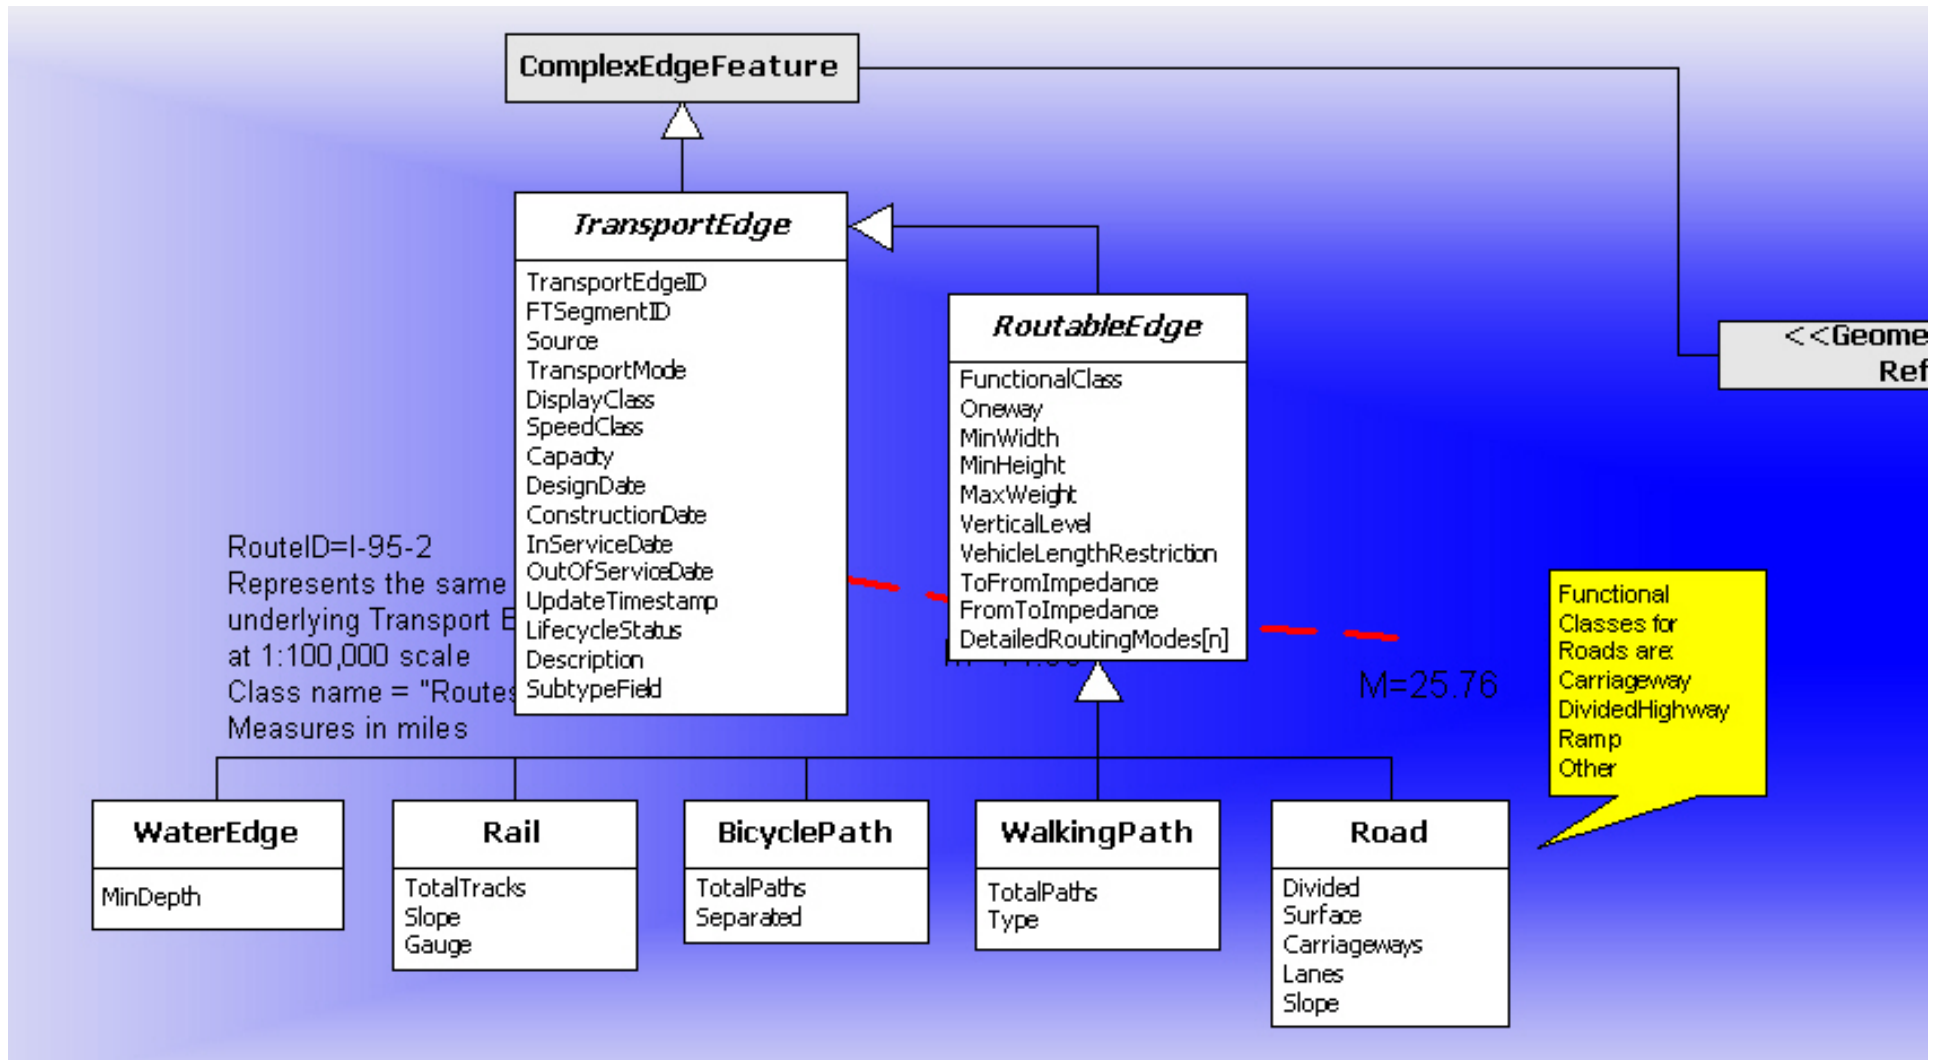 ComplexEdgeFeature
TransportEdge
TransportEdgeID
FTSegmentID
Source
TransportMode
DisplayClass
SpeedClass
Capacity
DesignDate
ConstructionDate
InServiceDate
OutOfServiceDate
UpdateTimestamp
LifecycleStatus
Description
SubtypeField
RoutableEdge
FunctionalClass
Oneway
MinWidth
MinHeight
MaxWeight
VerticalLevel
VehicleLengthRestriction
ToFromImpedance
FromToImpedance
DetailedRoutingModes[n]
<<Geome
Ref
RouteID=I-95-2
Represents the same
underlying Transport E
at 1:100,000 scale
Class name = "Routes
Measures in miles
M=25.76
Functional
Classes for
Roads are:
Carriageway
DividedHighway
Ramp
Other
WaterEdge
MinDepth
Rail
TotalTracks
Slope
Gauge
BicyclePath
TotalPaths
Separated
WalkingPath
TotalPaths
Type
Road
Divided
Surface
Carriageways
Lanes
Slope